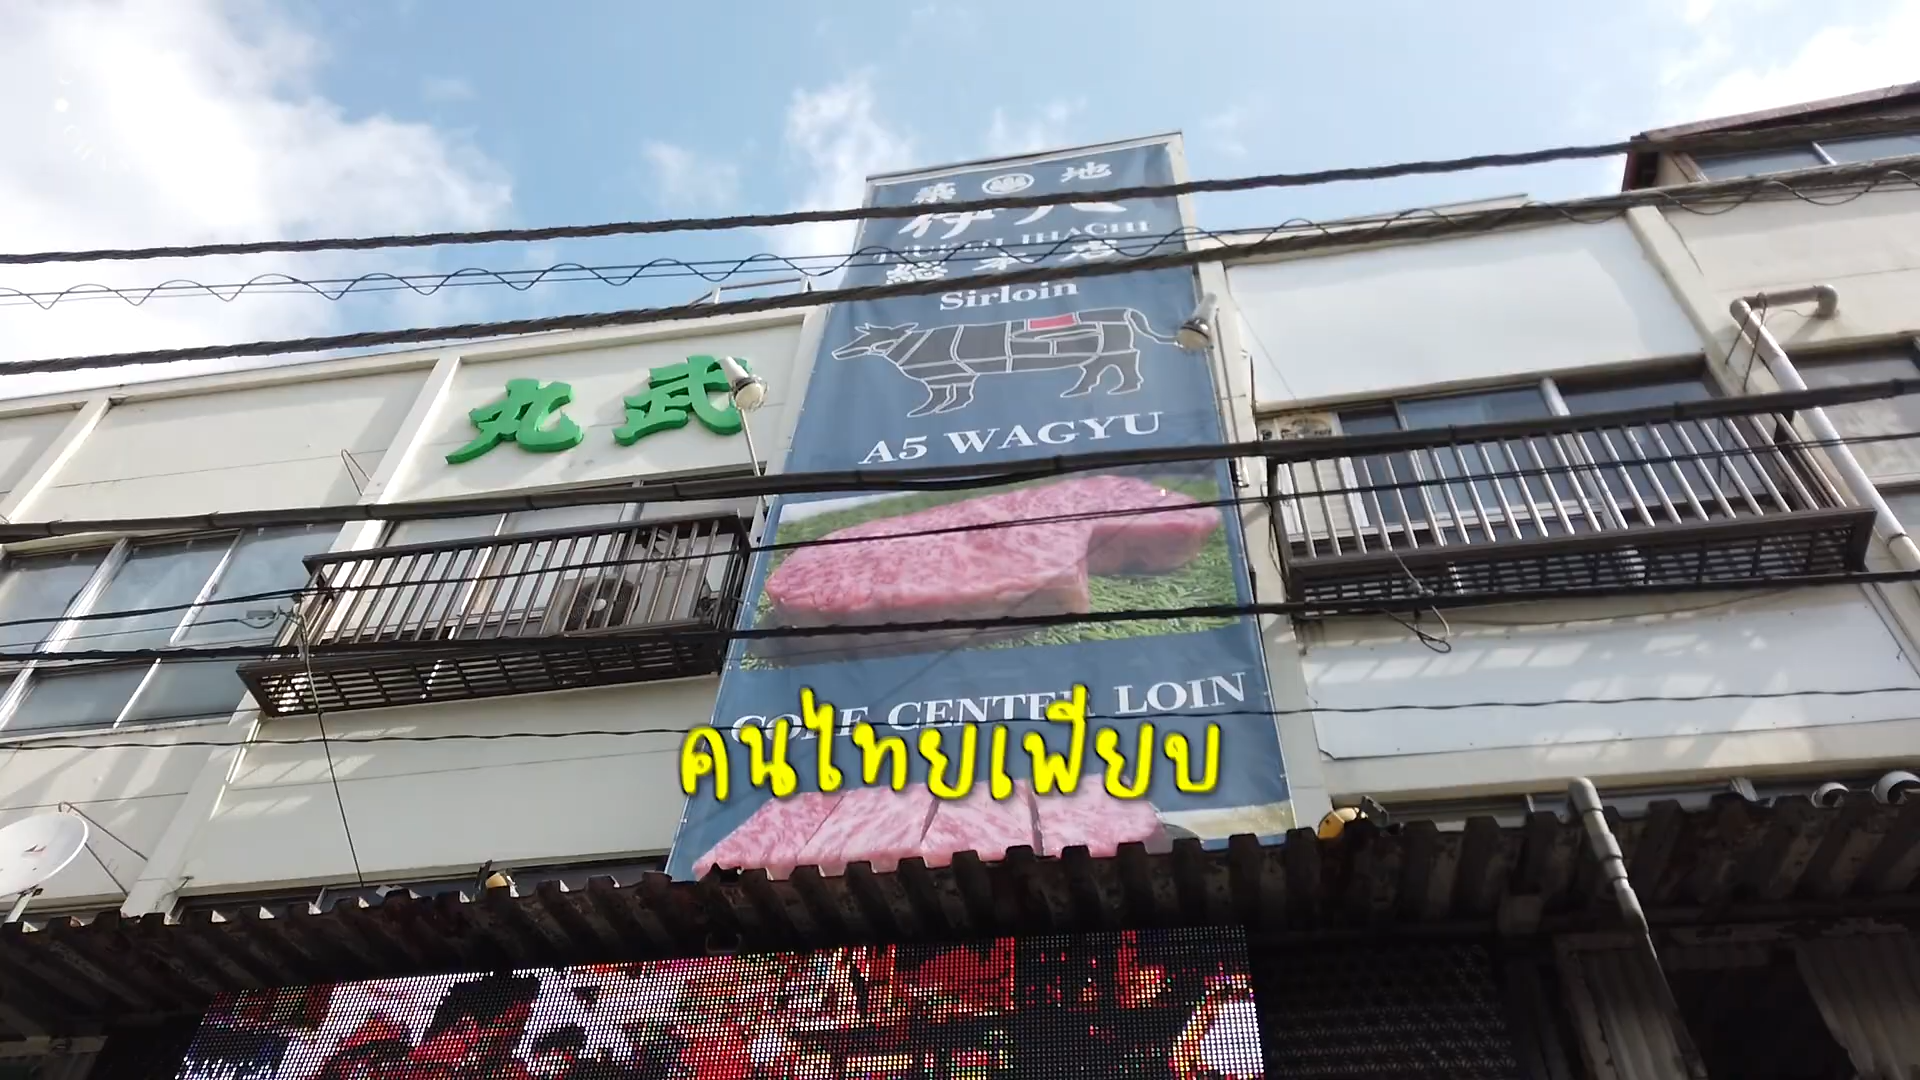 築地
伊八
TSUKIJI IHACHI
総本店
Sirloin
丸武
A5 WAGYU
CORE CENTER LOIN
คนไทยเพียบ